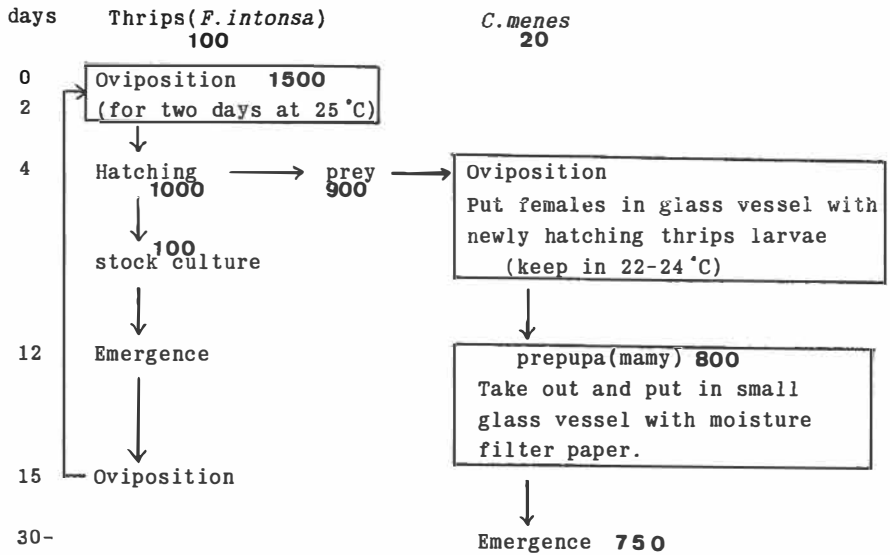 days Thrips(F.intonsa) C.menes
100 20
0 Oviposition 1500
2 (for two days at 25°C)
4 Hatching prey Oviposition
1000 900
Put females in glass vessel with
newly hatching thrips larvae
(keep in 22-24°C)
100
stock culture
12 Emergence prepupa(mamy) 800
Take out and put in small
glass vessel with moisture
filter paper.
15 Oviposition
30- Emergence 750